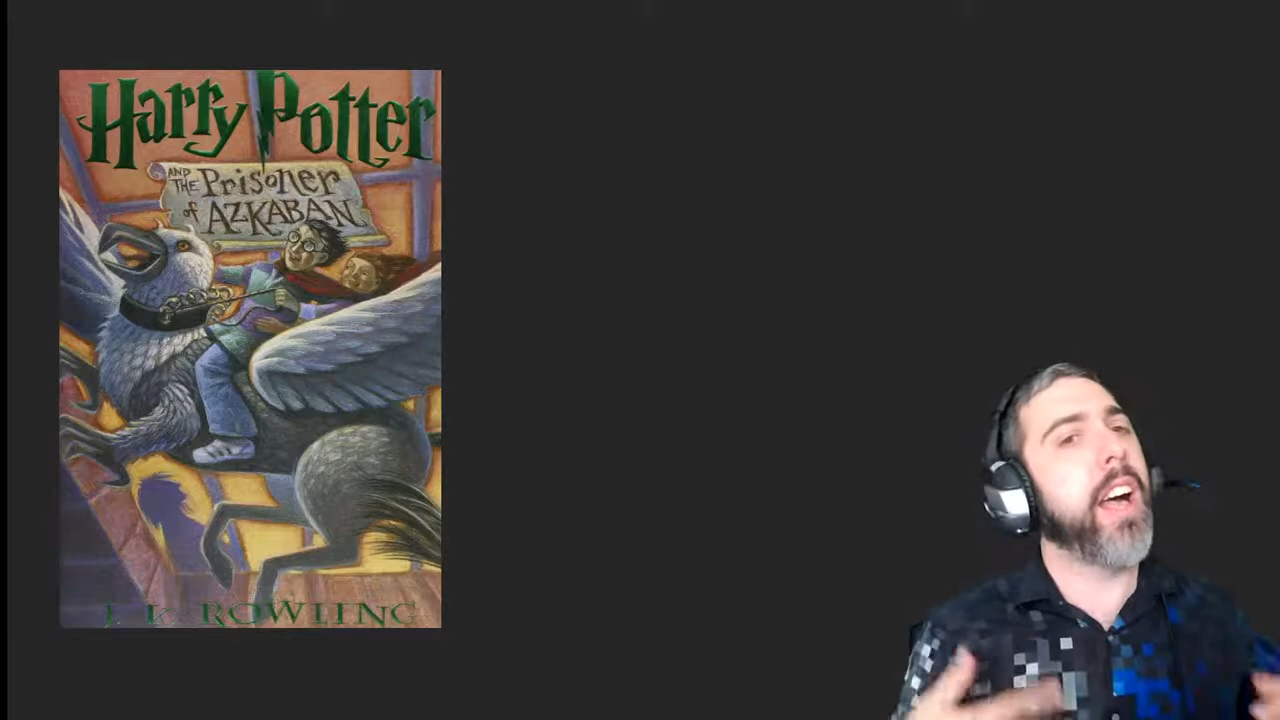 Harry Potter
AND THE Prisoner
of AZKABAN
J. K. ROWLING